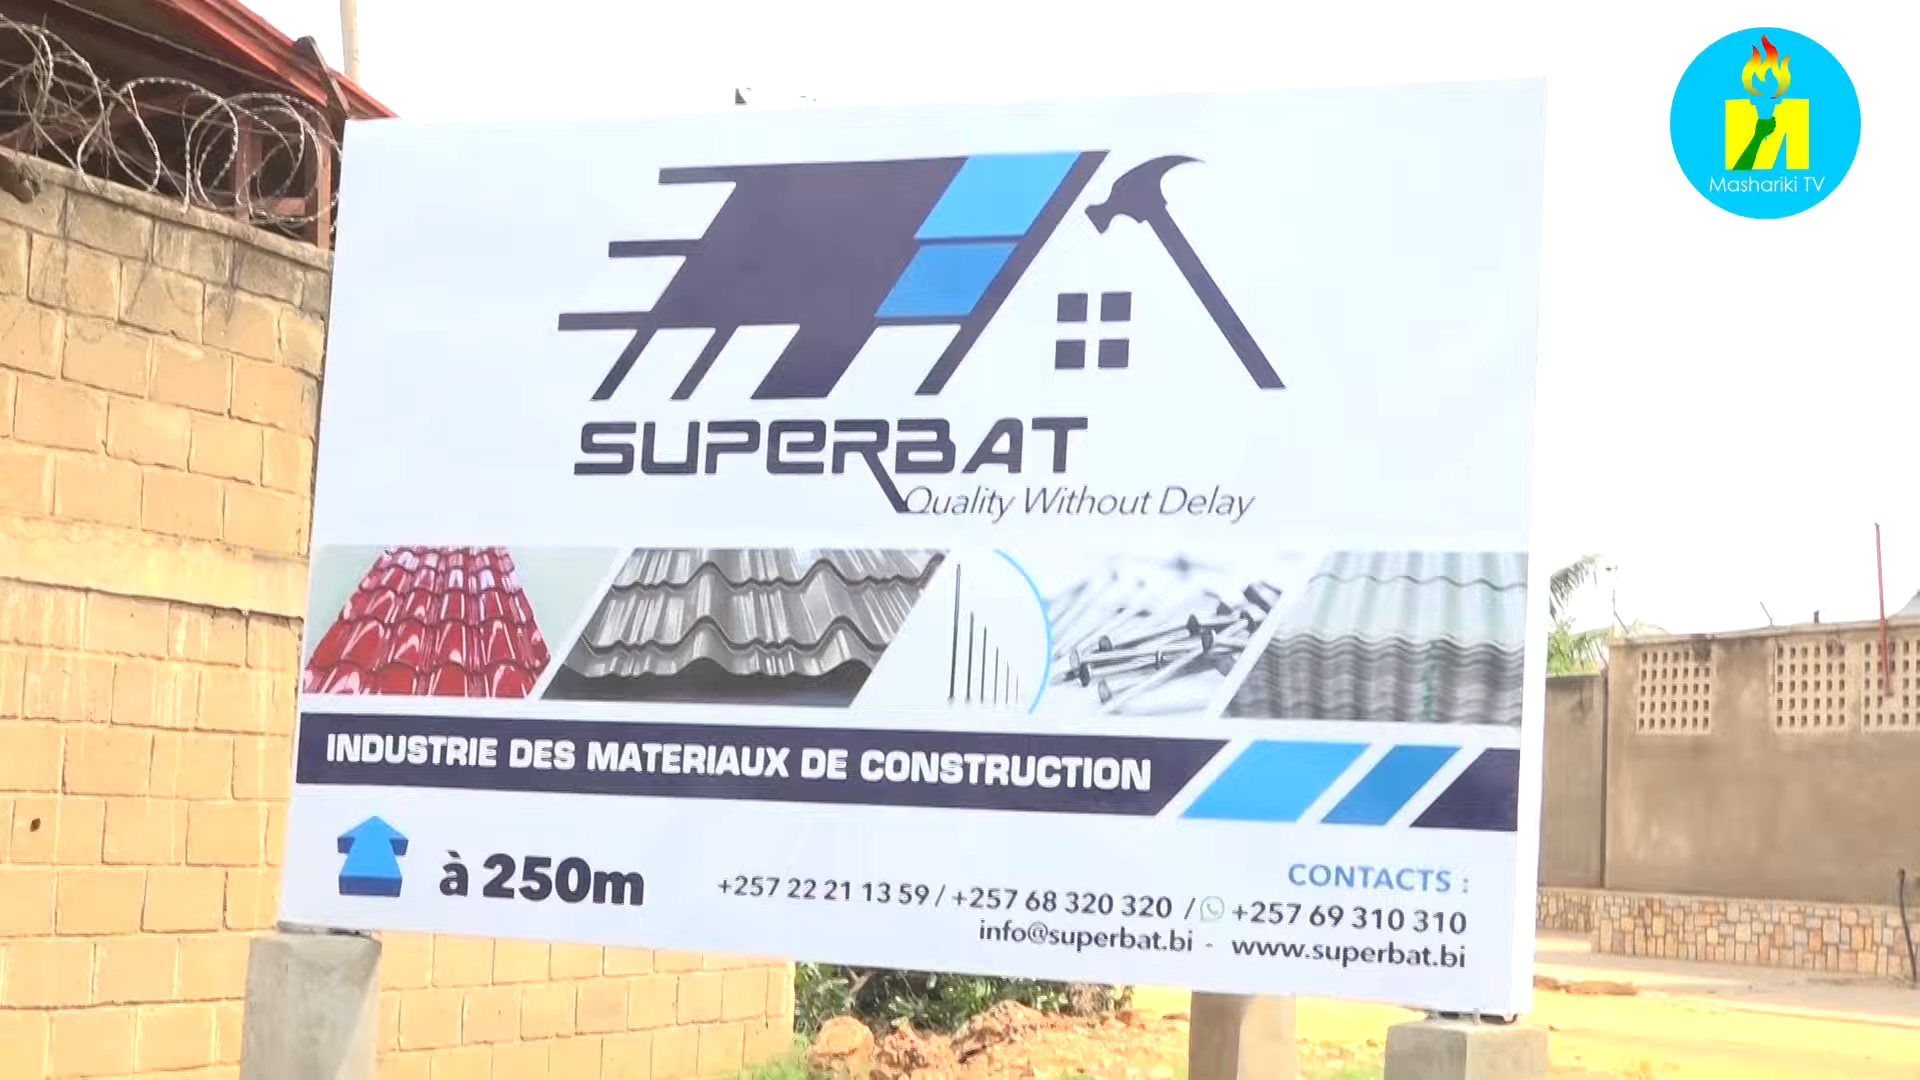 Mashariki TV
SUPERBAT
Quality Without Delay
INDUSTRIE DES MATERIAUX DE CONSTRUCTION
à 250m
CONTACTS :
+257 22 21 13 59 / +257 68 320 320 / +257 69 310 310
info@superbat.bi - www.superbat.bi